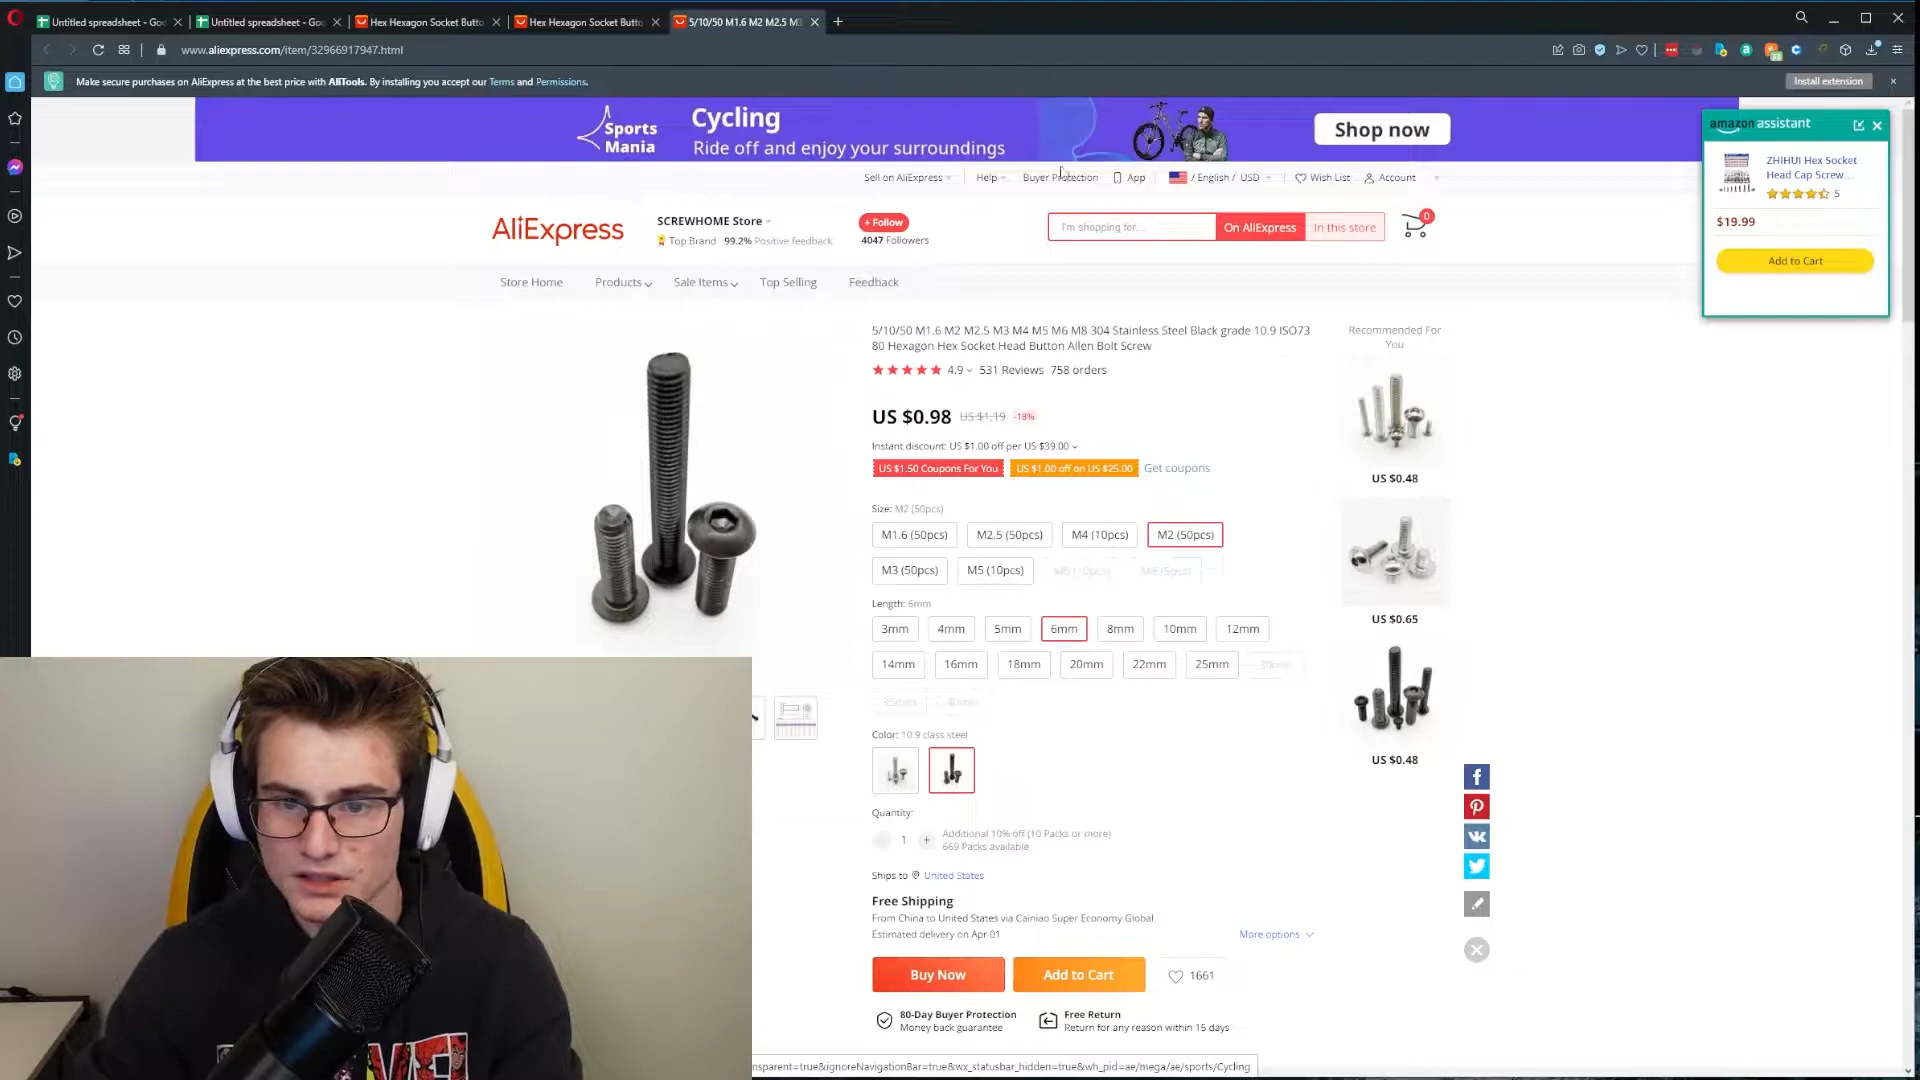 Untitled spreadsheet - Goo
Untitled spreadsheet - Goo
Hex Hexagon Socket Butto
Hex Hexagon Socket Butto
5/10/50 M1.6 M2 M2.5 M3
www.aliexpress.com/item/32966917947.html
Make secure purchases on AliExpress at the best price with AliTools. By installing you accept our Terms and Permissions.
Install extension
Sports Mania
Cycling
Ride off and enjoy your surroundings
Shop now
amazon assistant
ZHIHUI Hex Socket
Head Cap Screw...
5
$19.99
Add to Cart
Sell on AliExpress
Help
Buyer Protection
App
/ English / USD
Wish List
Account
AliExpress
SCREWHOME Store
Top Brand 99.2% Positive feedback
+ Follow
4047 Followers
I'm shopping for...
On AliExpress
In this store
0
Store Home
Products
Sale Items
Top Selling
Feedback
5/10/50 M1.6 M2 M2.5 M3 M4 M5 M6 M8 304 Stainless Steel Black grade 10.9 ISO73
80 Hexagon Hex Socket Head Button Allen Bolt Screw
4.9 531 Reviews 758 orders
US $0.98 US $1.19 -18%
Instant discount: US $1.00 off per US $39.00
US $1.50 Coupons For You
US $1.00 off on US $25.00
Get coupons
Size: M2 (50pcs)
M1.6 (50pcs) M2.5 (50pcs) M4 (10pcs) M2 (50pcs)
M3 (50pcs) M5 (10pcs)
Length: 6mm
3mm 4mm 5mm 6mm 8mm 10mm 12mm
14mm 16mm 18mm 20mm 22mm 25mm
Color: 10.9 class steel
Quantity:
1 +
Additional 10% off (10 Packs or more)
669 Packs available
Ships to United States
Free Shipping
From China to United States via Cainiao Super Economy Global
Estimated delivery on Apr 01
More options
Buy Now
Add to Cart
1661
80-Day Buyer Protection
Money back guarantee
Free Return
Return for any reason within 15 days
Recommended For
You
US $0.48
US $0.65
US $0.48
nsparent=true&ignoreNavigationBar=true&wx_statusbar_hidden=true&wh_pid=ae/mega/ae/sports/Cycling